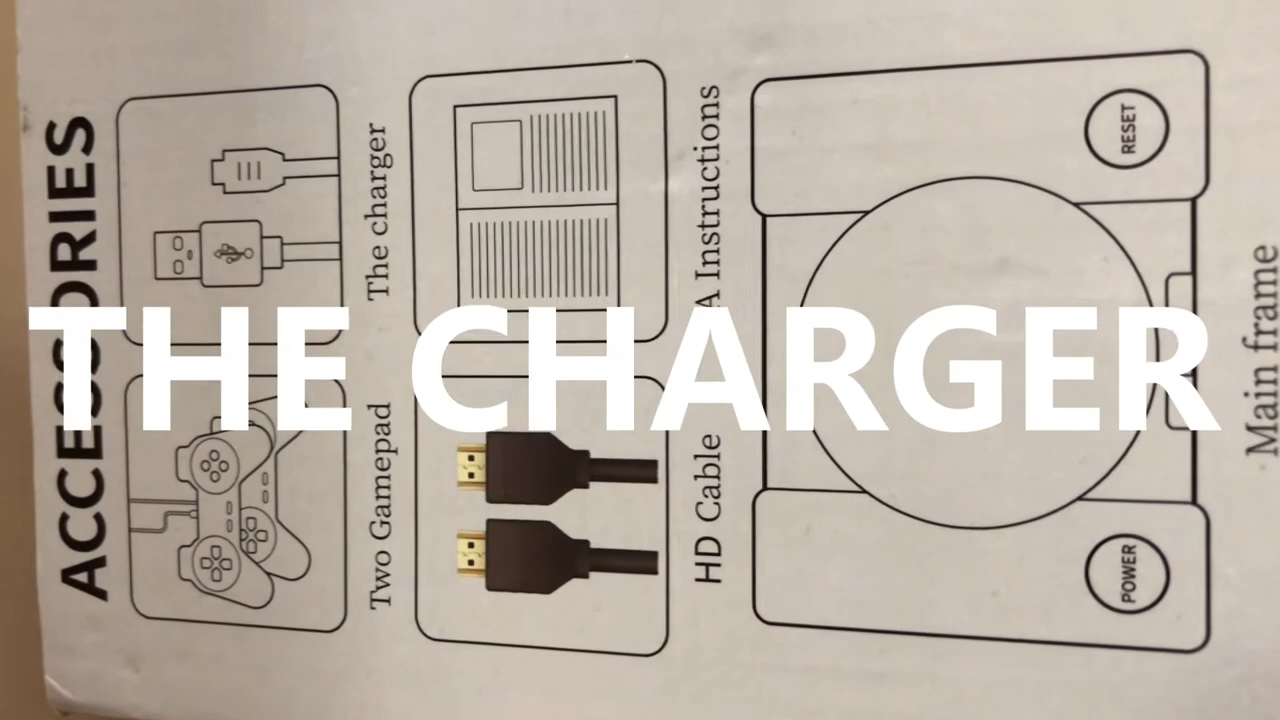 ACCESSORIES
Two Gamepad
The charger
HD Cable
A Instructions
POWER
RESET
Main frame
THE CHARGER